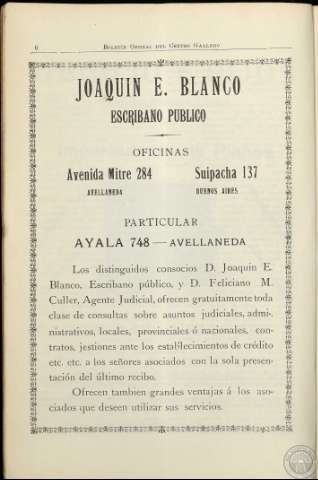 6
BOLETIN OFICIAL DEL CENTRO GALLEGO
JOAQUIN E. BLANCO
ESCRIBANO PUBLICO
OFICINAS
Avenida Mitre 284
AVELLANEDA
Suipacha 137
BUENOS AIRES
PARTICULAR
AYALA 748 — AVELLANEDA
Los distinguidos consocios D. Joaquin E.
Blanco, Escribano público, y D. Feliciano M.
Culler, Agente Judicial, ofrecen gratuitamente toda
clase de consultas sobre asuntos judiciales, admi-
nistrativos, locales, provinciales ó nacionales, con-
tratos, jestiones ante los establecimentos de crédito
etc. etc. a los señores asociados con la sola presen-
tación del último recibo.
Ofrecen tambien grandes ventajas á los aso-
ciados que deseen utilizar sus servicios.